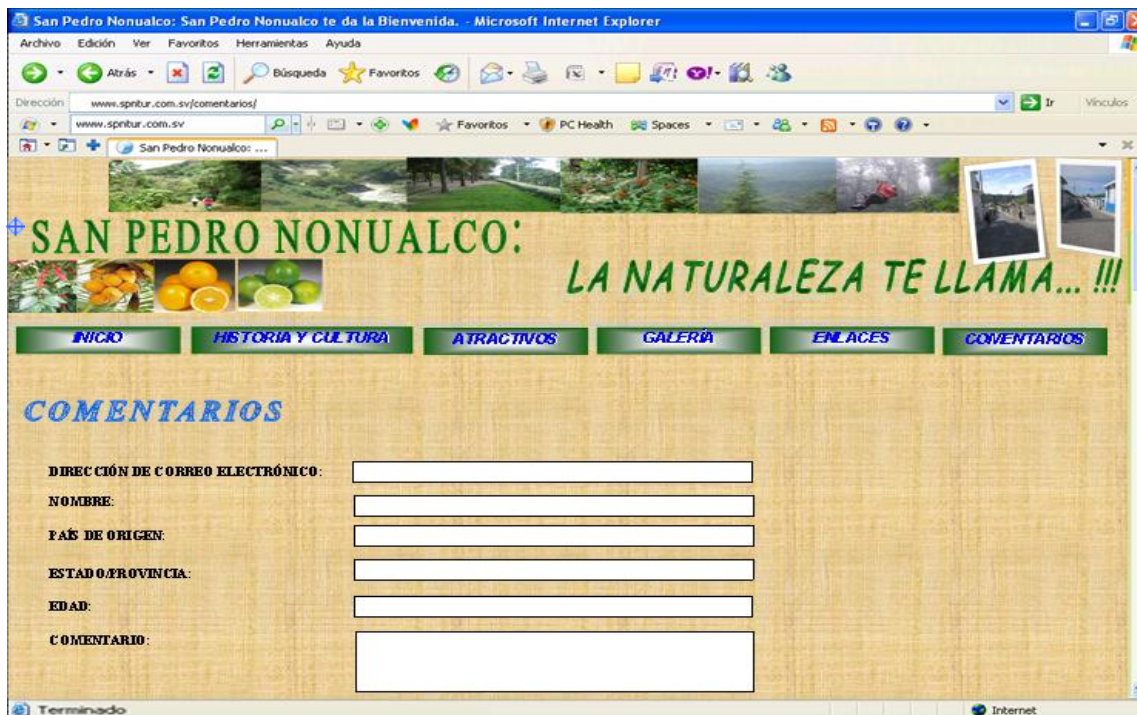 San Pedro Nonualco: San Pedro Nonualco te da la Bienvenida. - Microsoft Internet Explorer
Archivo Edición Ver Favoritos Herramientas Ayuda
Atrás Búsqueda Favoritos
Dirección www.spntur.com.sv/comentarios/ Ir Vínculos
www.spntur.com.sv Favoritos PC Health Spaces
San Pedro Nonualco: ...
SAN PEDRO NONUALCO:
LA NATURALEZA TE LLAMA... !!!
INICIO HISTORIA Y CULTURA ATRACTIVOS GALERÍA ENLACES COMENTARIOS
COMENTARIOS
DIRECCIÓN DE CORREO ELECTRÓNICO:
NOMBRE:
PAÍS DE ORIGEN:
ESTADO/PROVINCIA:
EDAD:
COMENTARIO:
Terminado Internet